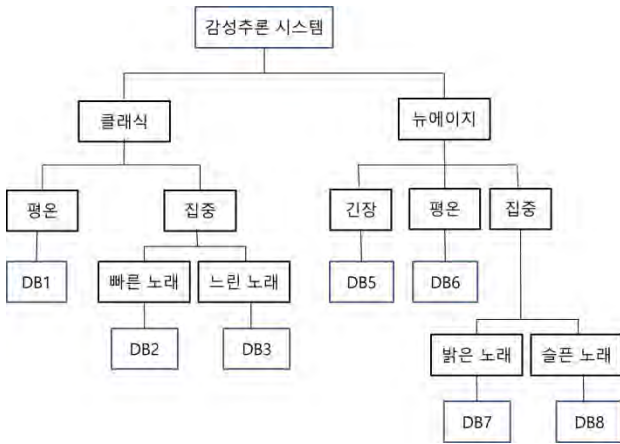 감성추론 시스템
클래식
뉴에이지
평온
집중
긴장
평온
집중
DB1
빠른 노래
느린 노래
DB5
DB6
DB2
DB3
밝은 노래
슬픈 노래
DB7
DB8